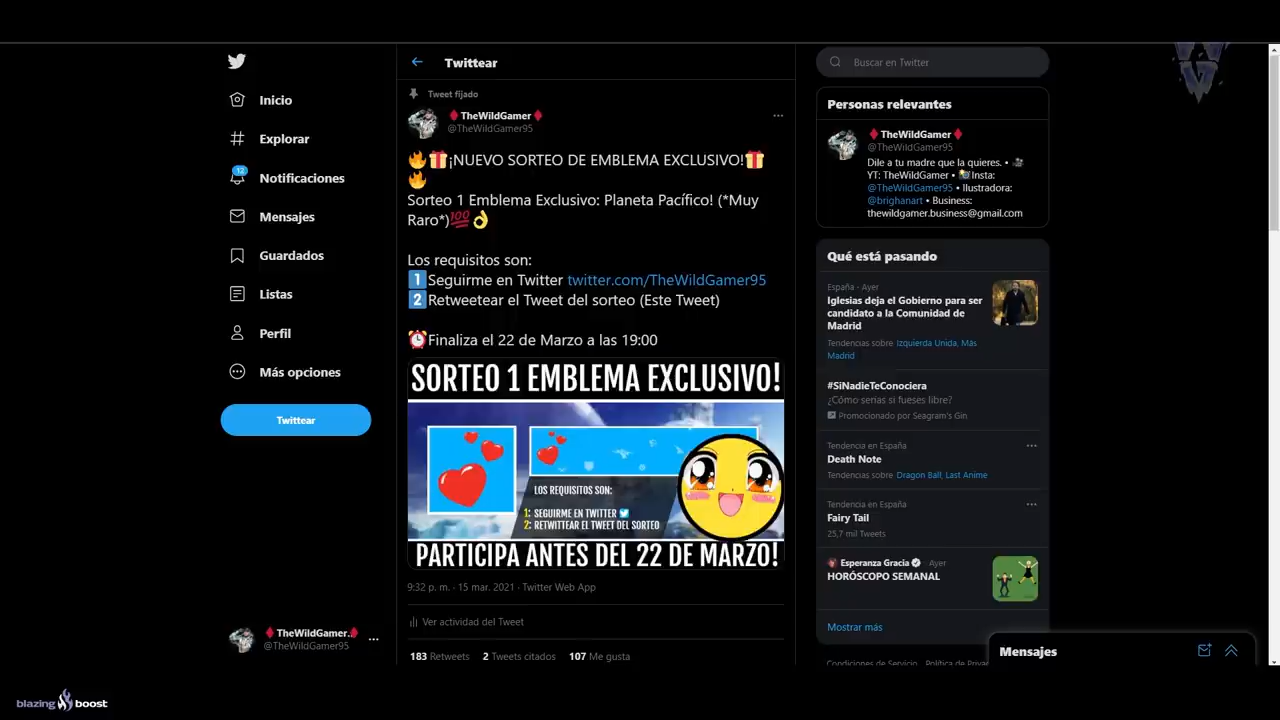 Inicio
Explorar
12
Notificaciones
Mensajes
Guardados
Listas
Perfil
Más opciones
Twittear
TheWildGamer..
@TheWildGamer95
Twittear
Tweet fijado
TheWildGamer
@TheWildGamer95
🔥🎁¡NUEVO SORTEO DE EMBLEMA EXCLUSIVO!🎁
🔥
Sorteo 1 Emblema Exclusivo: Planeta Pacífico! (*Muy
Raro*)💯👌
Los requisitos son:
1️⃣Seguirme en Twitter twitter.com/TheWildGamer95
2️⃣Retweetear el Tweet del sorteo (Este Tweet)
⏰Finaliza el 22 de Marzo a las 19:00
SORTEO 1 EMBLEMA EXCLUSIVO!
LOS REQUISITOS SON:
1: SEGUIRME EN TWITTER
2: RETWITTEAR EL TWEET DEL SORTEO
PARTICIPA ANTES DEL 22 DE MARZO!
9:32 p. m. · 15 mar. 2021 · Twitter Web App
Ver actividad del Tweet
183 Retweets 2 Tweets citados 107 Me gusta
Buscar en Twitter
Personas relevantes
TheWildGamer
@TheWildGamer95
Dile a tu madre que la quieres. •
YT: TheWildGamer • Insta:
@TheWildGamer95 • Ilustradora:
@brighanart • Business:
thewildgamer.business@gmail.com
Qué está pasando
España · Ayer
Iglesias deja el Gobierno para ser
candidato a la Comunidad de
Madrid
Tendencias sobre Izquierda Unida, Más
Madrid
#SiNadieTeConociera
¿Cómo serías si fueses libre?
Promocionado por Seagram's Gin
Tendencia en España
Death Note
Tendencias sobre Dragon Ball, Last Anime
Tendencia en España
Fairy Tail
25,7 mil Tweets
Esperanza Gracia · Ayer
HORÓSCOPO SEMANAL
Mostrar más
Condiciones de Servicio Política de Privac
Mensajes
blazing boost